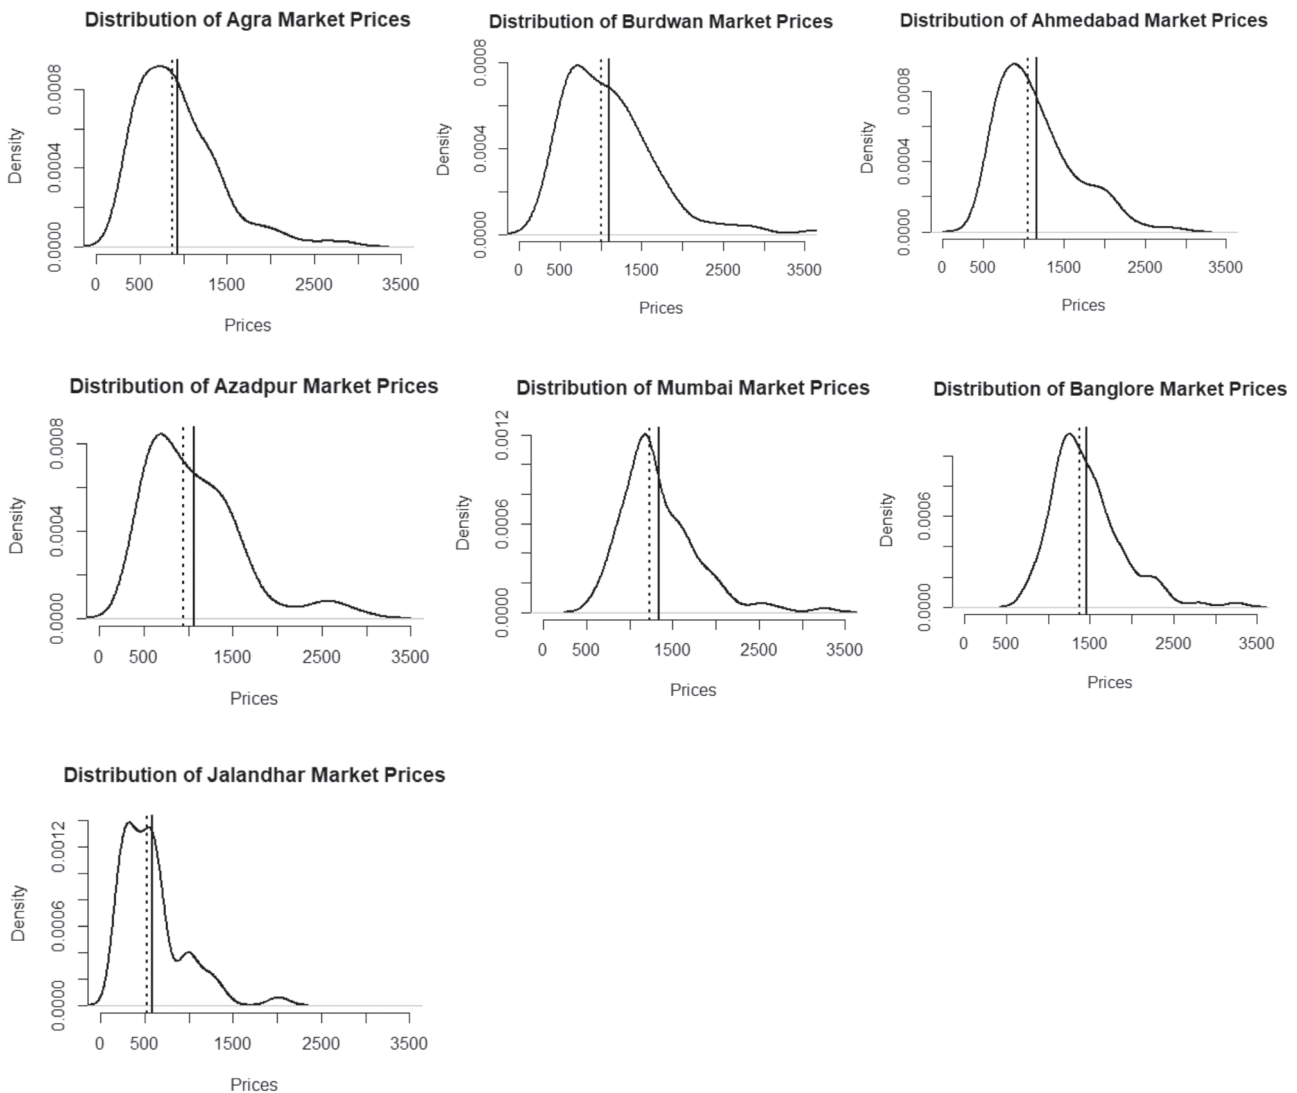 Distribution of Agra Market Prices
Density
0.0000 0.0004 0.0008
0 500 1500 2500 3500
Prices
Distribution of Burdwan Market Prices
Density
0.0000 0.0004 0.0008
0 500 1500 2500 3500
Prices
Distribution of Ahmedabad Market Prices
Density
0.0000 0.0004 0.0008
0 500 1500 2500 3500
Prices
Distribution of Azadpur Market Prices
Density
0.0000 0.0004 0.0008
0 500 1500 2500 3500
Prices
Distribution of Mumbai Market Prices
Density
0.0000 0.0006 0.0012
0 500 1500 2500 3500
Prices
Distribution of Banglore Market Prices
Density
0.0000 0.0006
0 500 1500 2500 3500
Prices
Distribution of Jalandhar Market Prices
Density
0.0000 0.0006 0.0012
0 500 1500 2500 3500
Prices